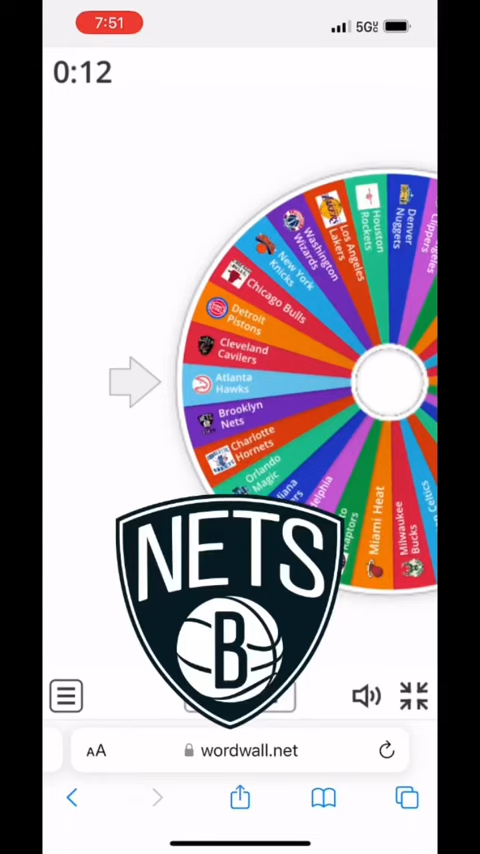 7:51
5G UC
0:12
Houston
Rockets
Denver
Nuggets
Los Angeles
Lakers
Washington
Wizards
New York
Knicks
Chicago Bulls
Detroit
Pistons
Cleveland
Cavilers
Atlanta
Hawks
Brooklyn
Nets
Charlotte
Hornets
Orlando
Magic
Miami Heat
Milwaukee
Bucks
Celtics
NETS
B
AA
wordwall.net